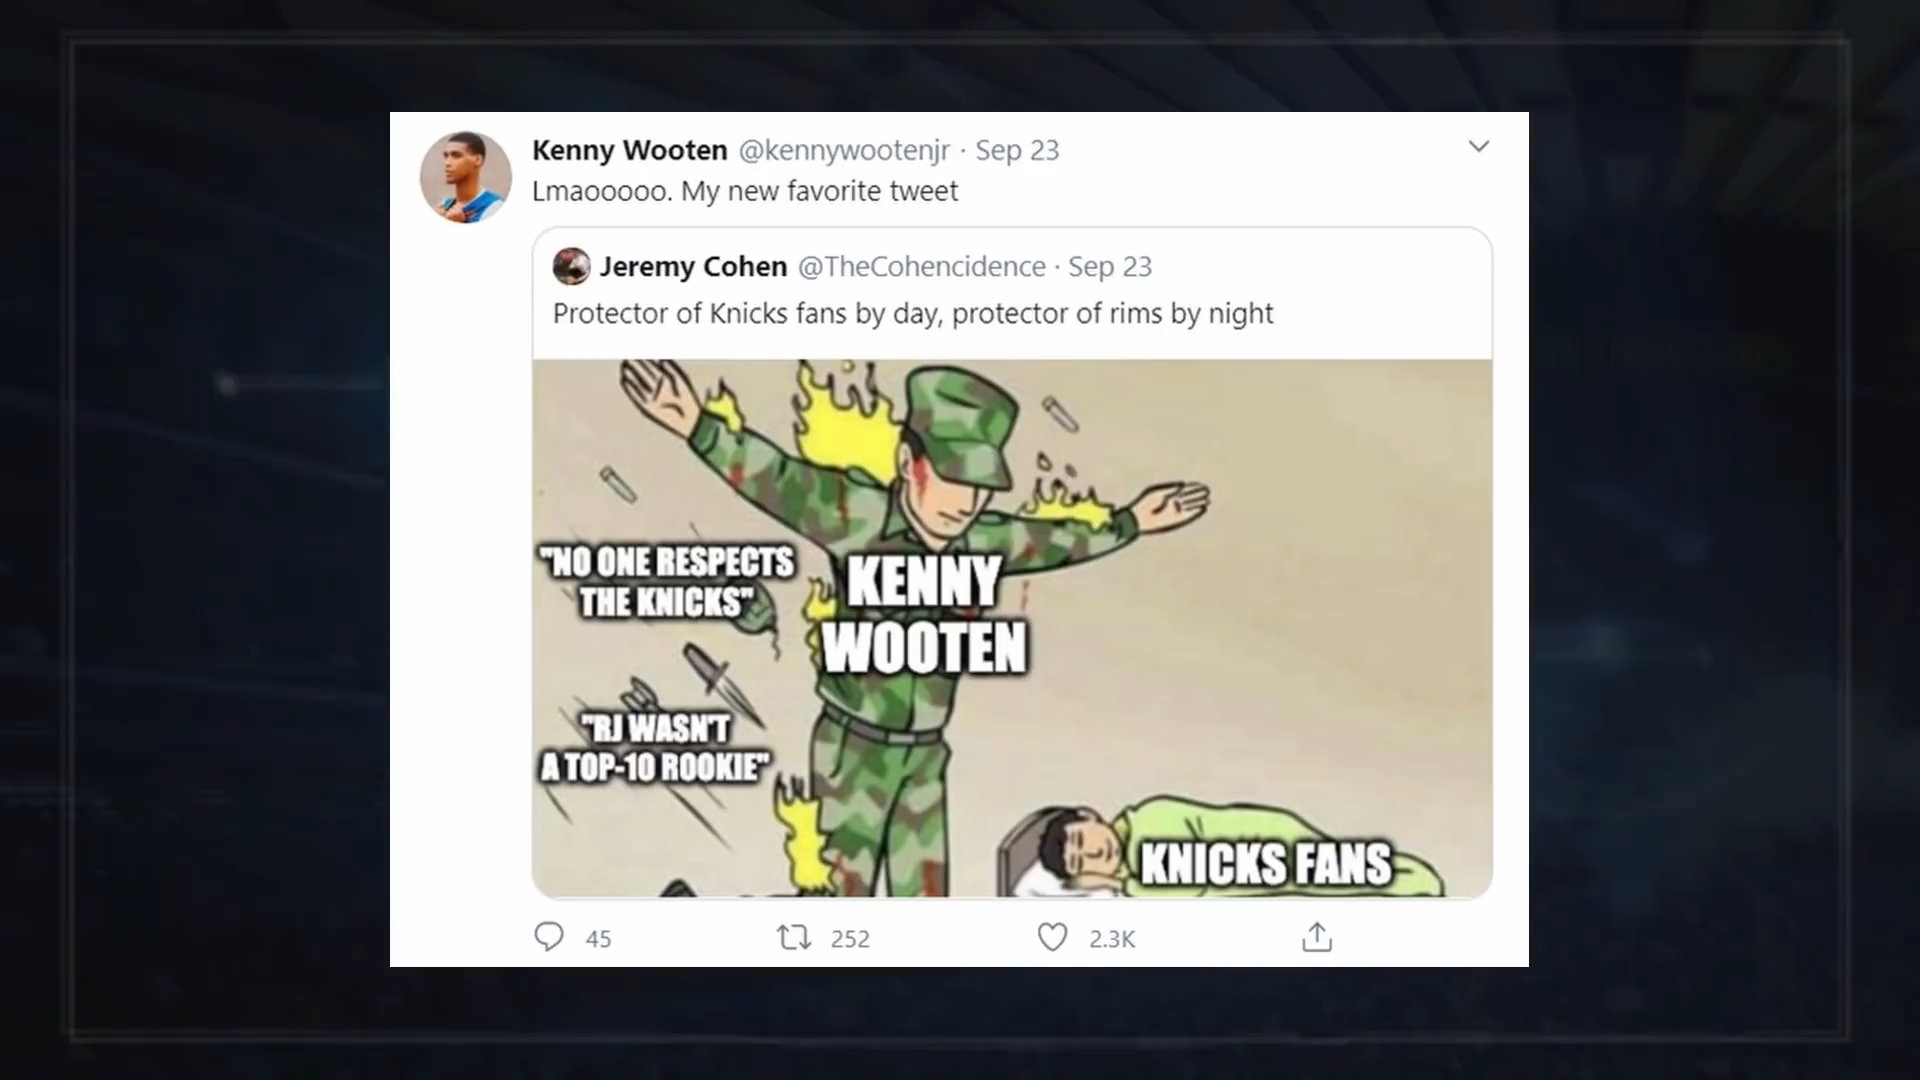 Kenny Wooten @kennywootenjr · Sep 23
Lmaooooo. My new favorite tweet
Jeremy Cohen @TheCohencidence · Sep 23
Protector of Knicks fans by day, protector of rims by night
"NO ONE RESPECTS
THE KNICKS"
KENNY
WOOTEN
"RJ WASN'T
A TOP-10 ROOKIE"
KNICKS FANS
45 252 2.3K